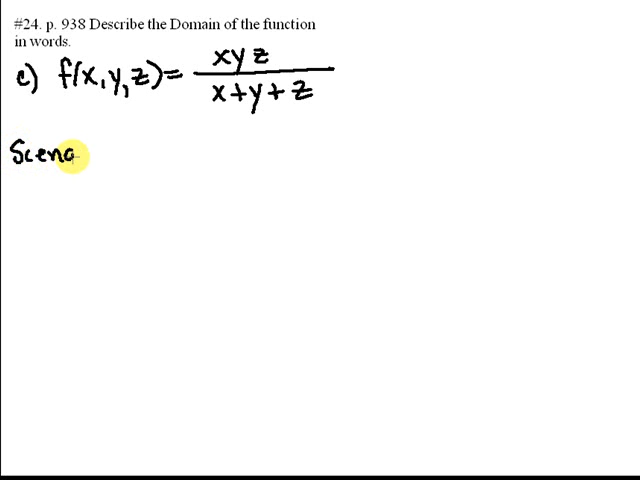 #24. p. 938 Describe the Domain of the function
in words.
c) f(x,y,z)= xyz / x+y+z
Scena